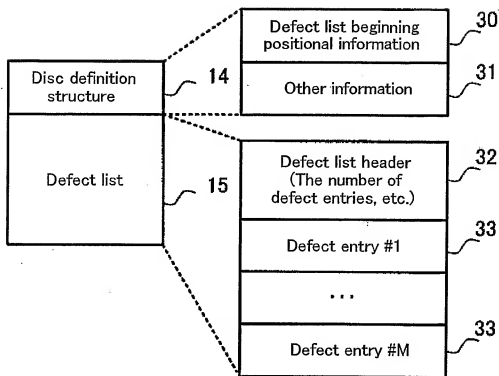 Disc definition
structure
14
Defect list
15
Defect list beginning
positional information
30
Other information
31
Defect list header
(The number of
defect entries, etc.)
32
Defect entry #1
33
...
Defect entry #M
33